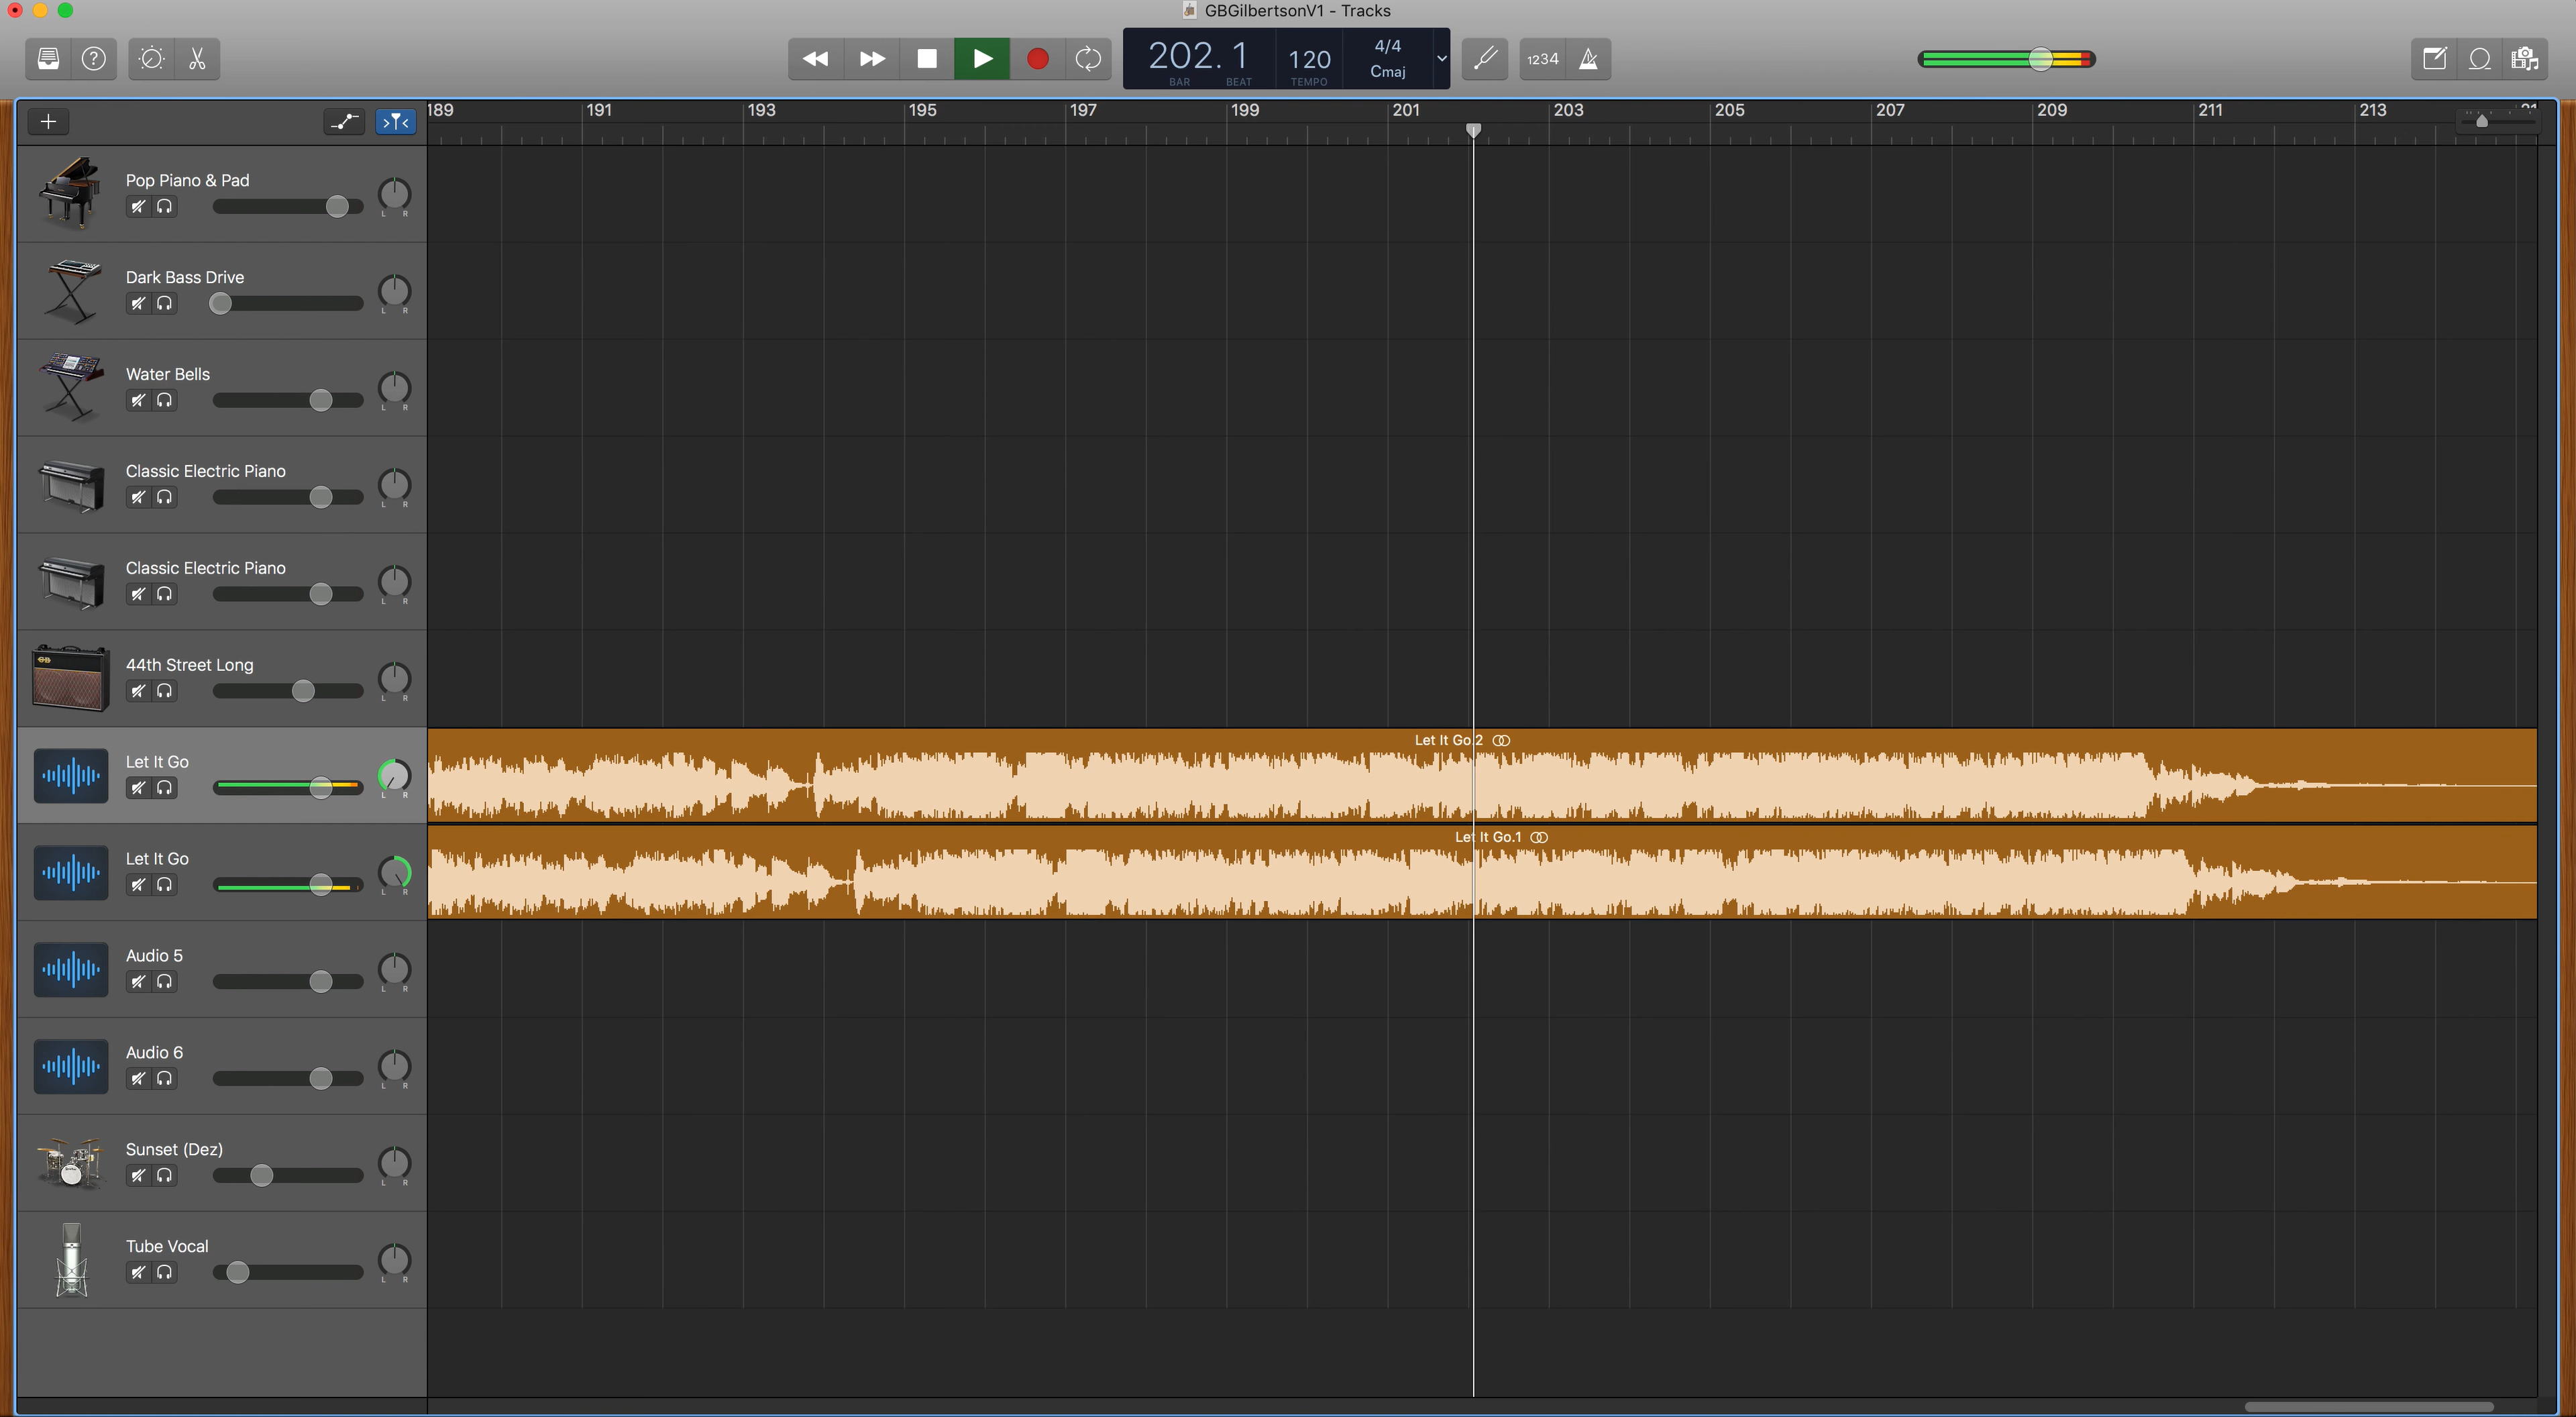 GBGilbertsonV1 - Tracks
202.1
BAR
BEAT
120
TEMPO
4/4
Cmaj
1234
189 191 193 195 197 199 201 203 205 207 209 211 213
Pop Piano & Pad
L R
Dark Bass Drive
L R
Water Bells
L R
Classic Electric Piano
L R
Classic Electric Piano
L R
44th Street Long
L R
Let It Go
L R
Let It Go.2
Let It Go
L R
Let It Go.1
Audio 5
L R
Audio 6
L R
Sunset (Dez)
L R
Tube Vocal
L R